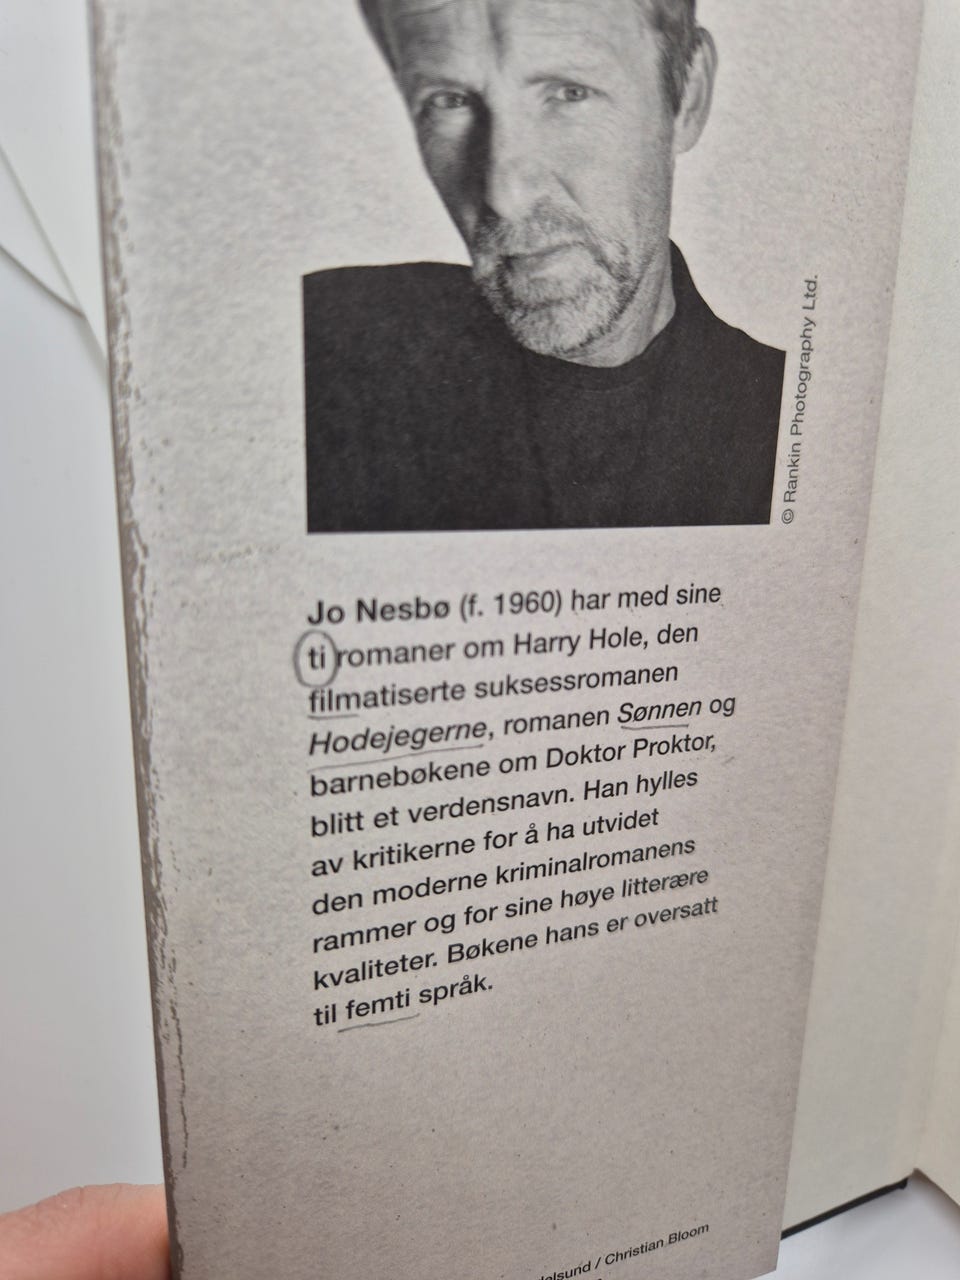 © Rankin Photography Ltd.
Jo Nesbø (f. 1960) har med sine
ti romaner om Harry Hole, den
filmatiserte suksessromanen
Hodejegerne, romanen Sønnen og
barnebøkene om Doktor Proktor,
blitt et verdensnavn. Han hylles
av kritikerne for å ha utvidet
den moderne kriminalromanens
rammer og for sine høye litterære
kvaliteter. Bøkene hans er oversatt
til femti språk.
/ Christian Bloom